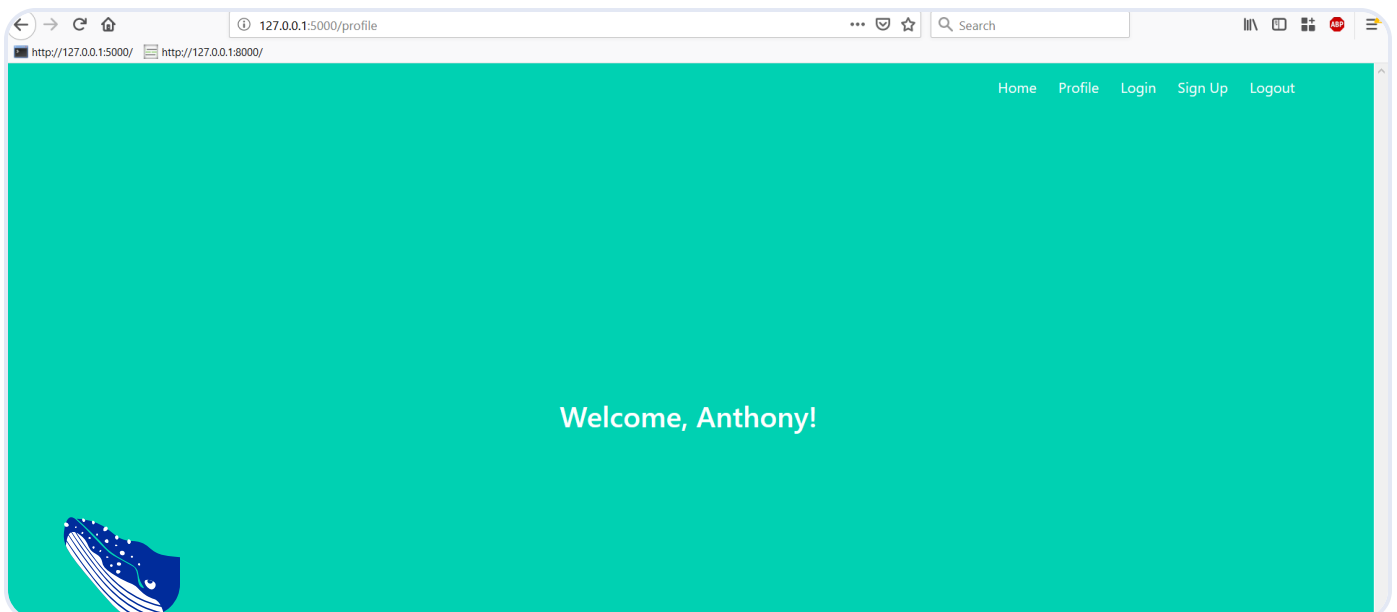 127.0.0.1:5000/profile
Search
ABP
http://127.0.0.1:5000/ http://127.0.0.1:8000/
Home Profile Login Sign Up Logout
Welcome, Anthony!